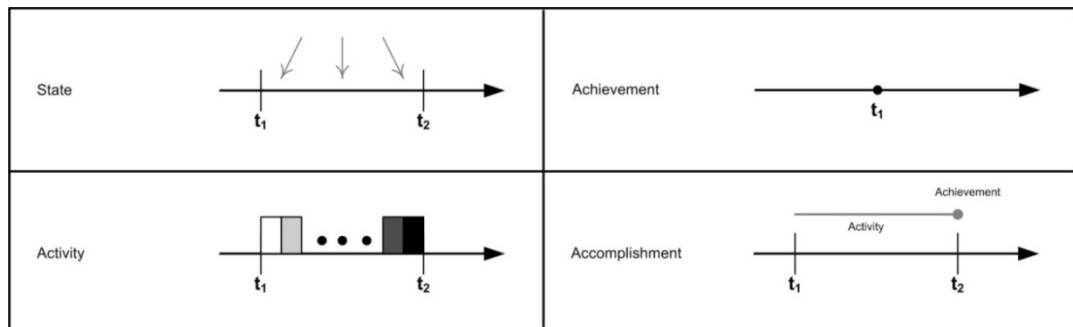 State
t₁
t₂
Achievement
t₁
Activity
t₁
t₂
Accomplishment
Achievement
Activity
t₁
t₂